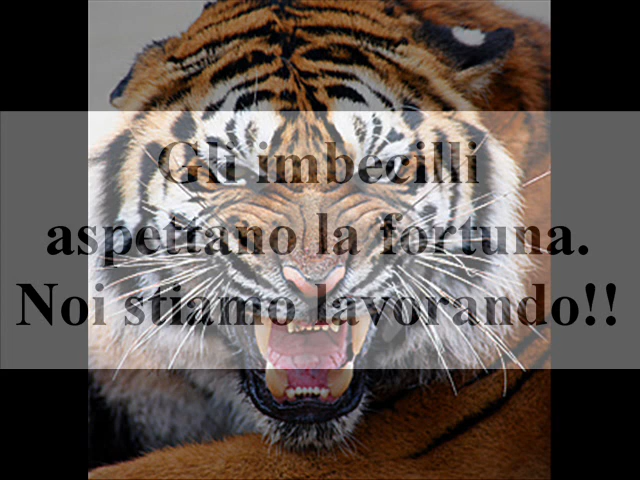 Gli imbecilli
aspettano la fortuna.
Noi stiamo lavorando!!